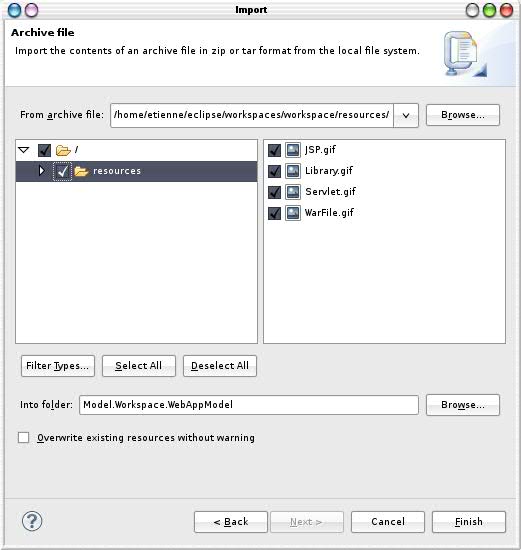 Import
Archive file
Import the contents of an archive file in zip or tar format from the local file system.
From archive file: /home/etienne/eclipse/workspaces/workspace/resources/ Browse...
/
resources
JSP.gif
Library.gif
Servlet.gif
WarFile.gif
Filter Types... Select All Deselect All
Into folder: Model.Workspace.WebAppModel Browse...
Overwrite existing resources without warning
? < Back Next > Cancel Finish